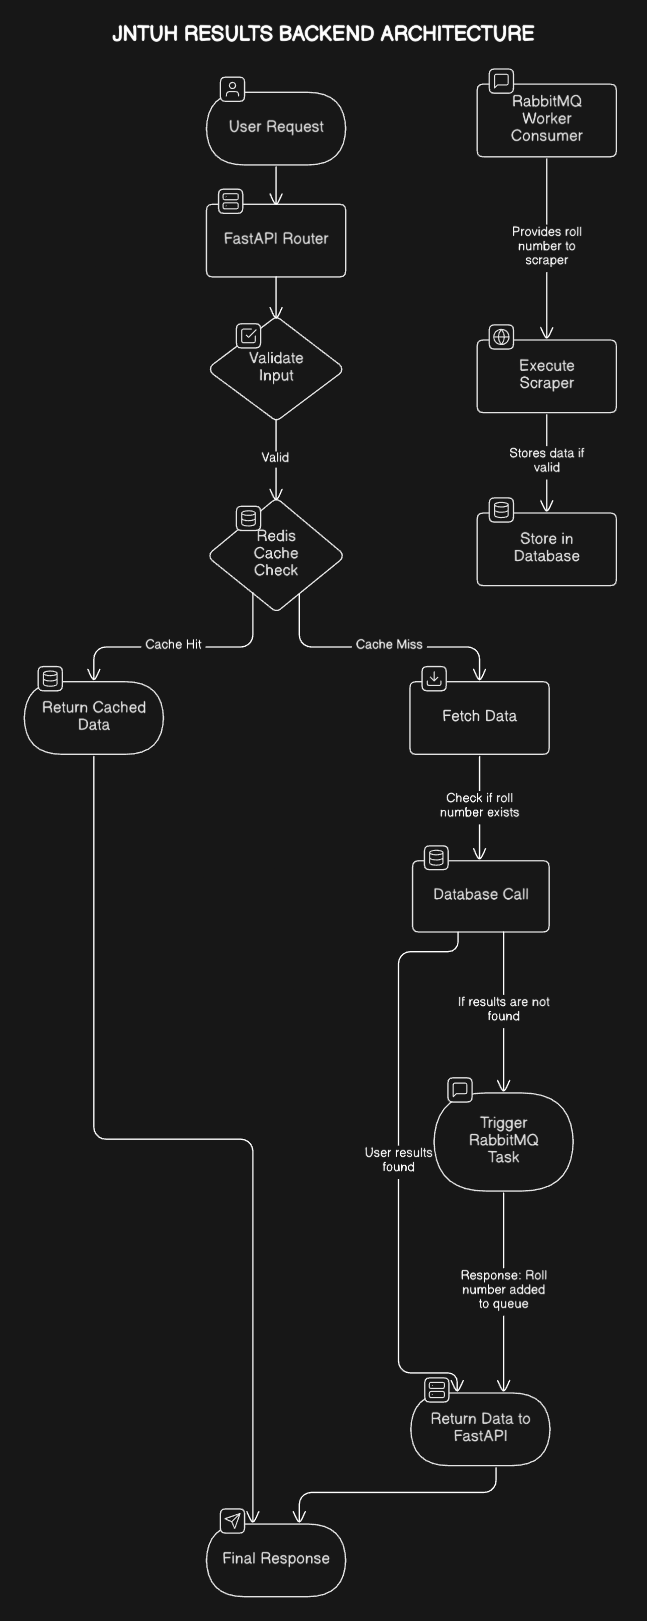 JNTUH RESULTS BACKEND ARCHITECTURE
User Request
FastAPI Router
Validate
Input
Valid
Redis
Cache
Check
Cache Hit
Cache Miss
Return Cached
Data
Fetch Data
Check if roll
number exists
Database Call
If results are not
found
Trigger
RabbitMQ
Task
User results
found
Response: Roll
number added
to queue
Return Data to
FastAPI
Final Response
RabbitMQ
Worker
Consumer
Provides roll
number to
scraper
Execute
Scraper
Stores data if
valid
Store in
Database